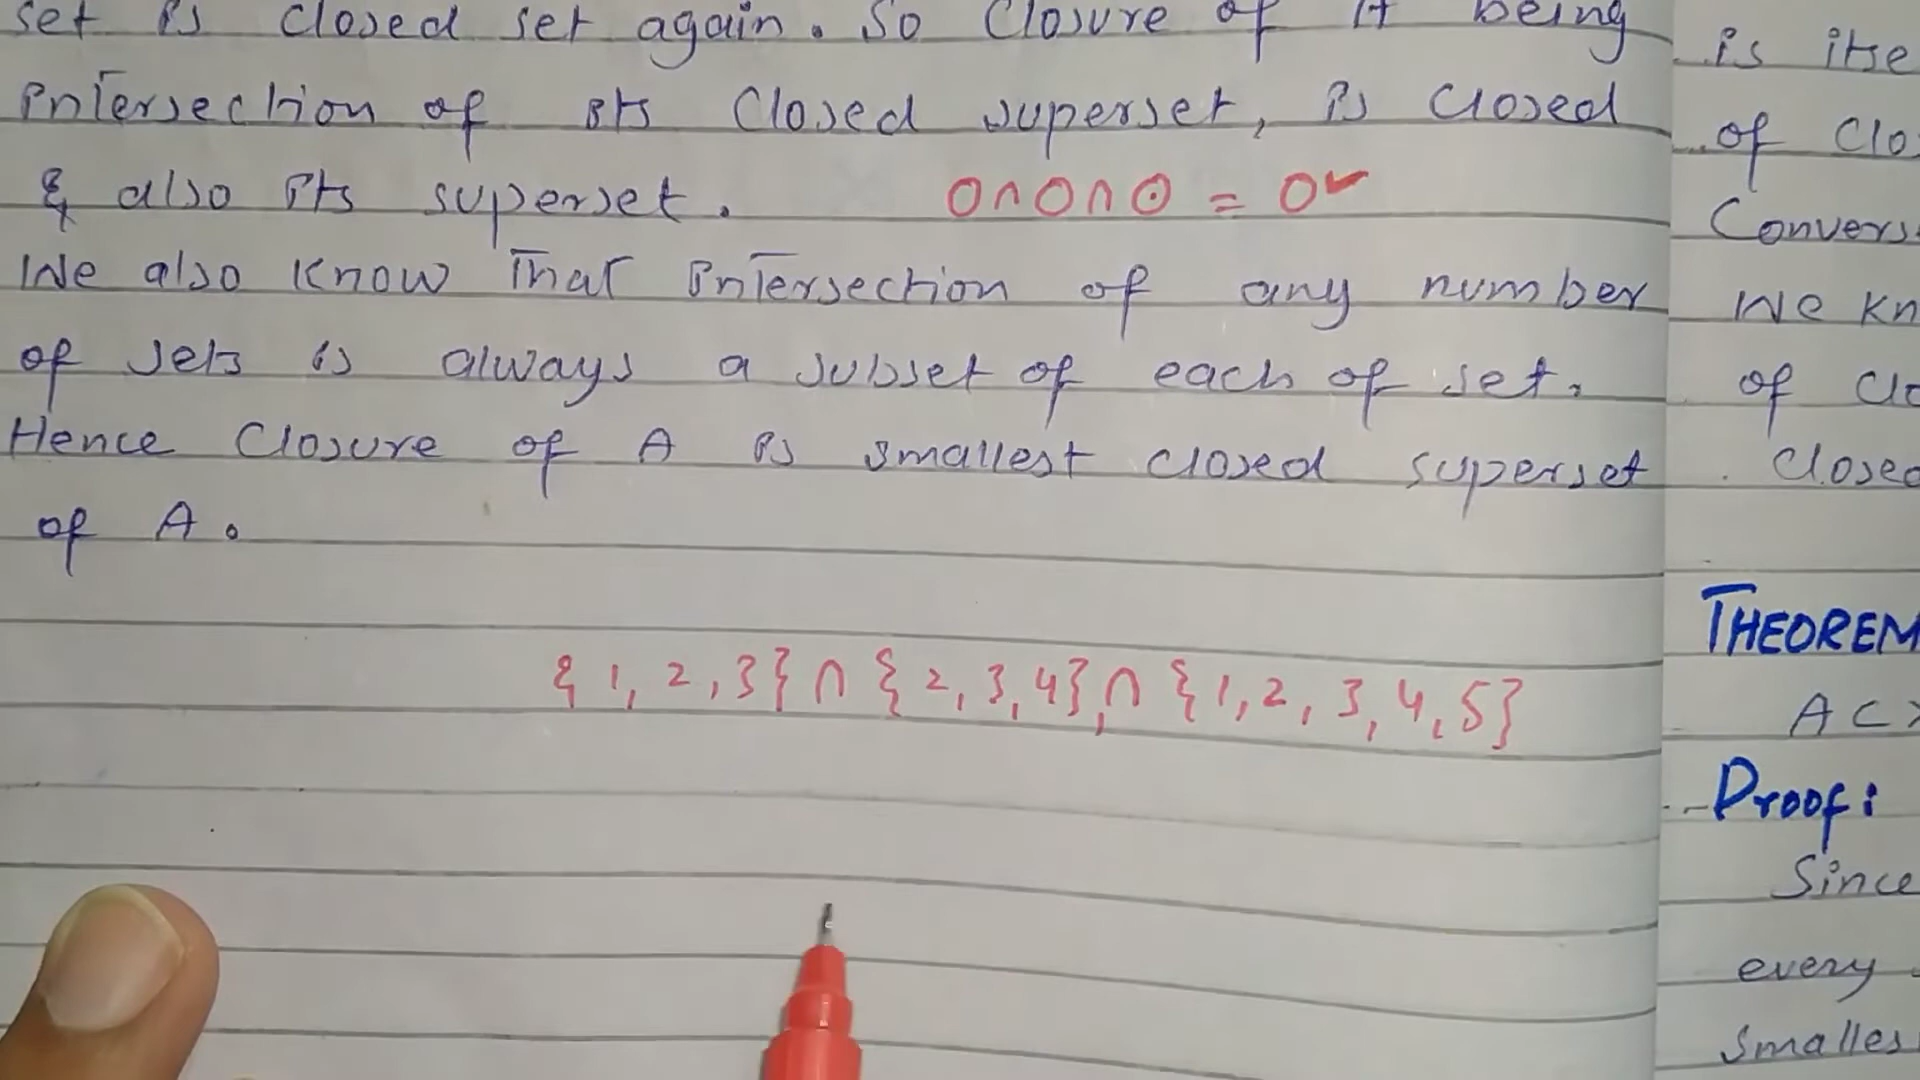 set is closed set again. So Closure of A being
intersection of its Closed superset, is closed
& also its superset.
O∩O∩⊙ = O✓
We also know That intersection of any number
of sets is always a subset of each of set.
Hence Closure of A is smallest closed superset
of A.
{1, 2, 3} ∩ {2, 3, 4}, ∩ {1, 2, 3, 4, 5}
is itse
of Clo
Convers
We kn
of Clo
Closed
THEOREM
A ⊂ X
Proof:
Since
every
smalles